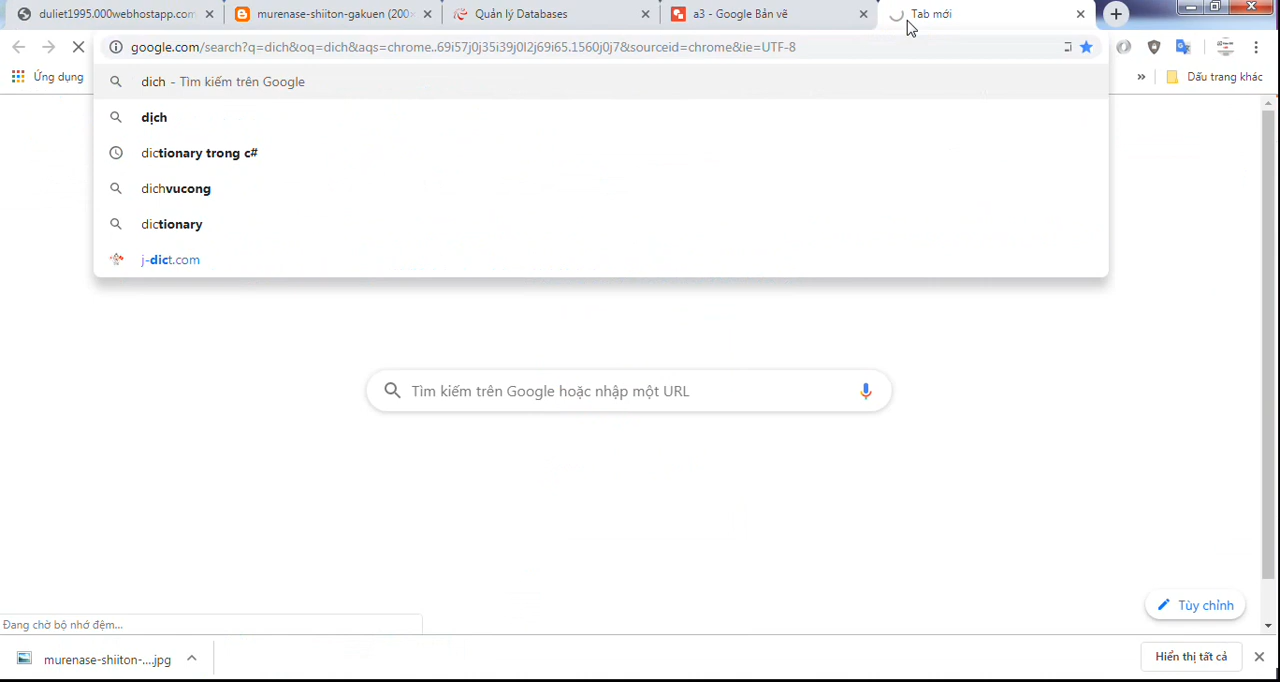 duliet1995.000webhostapp.com
murenase-shiiton-gakuen (200×
Quản lý Databases
a3 - Google Bản vẽ
Tab mới
google.com/search?q=dich&oq=dich&aqs=chrome..69i57j0j35i39j0l2j69i65.1560j0j7&sourceid=chrome&ie=UTF-8
Ứng dụng
»
Dấu trang khác
dich - Tìm kiếm trên Google
dịch
dictionary trong c#
dichvucong
dictionary
j-dict.com
Tìm kiếm trên Google hoặc nhập một URL
Tùy chỉnh
Đang chờ bộ nhớ đệm...
murenase-shiiton-....jpg
Hiển thị tất cả